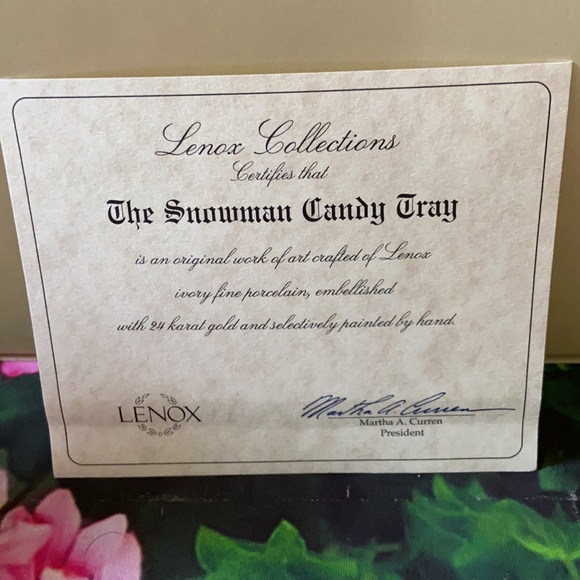 Lenox Collections
Certifies that
The Snowman Candy Tray
is an original work of art crafted of Lenox
ivory fine porcelain, embellished
with 24 karat gold and selectively painted by hand.
LENOX
Martha A. Curren
Martha A. Curren
President